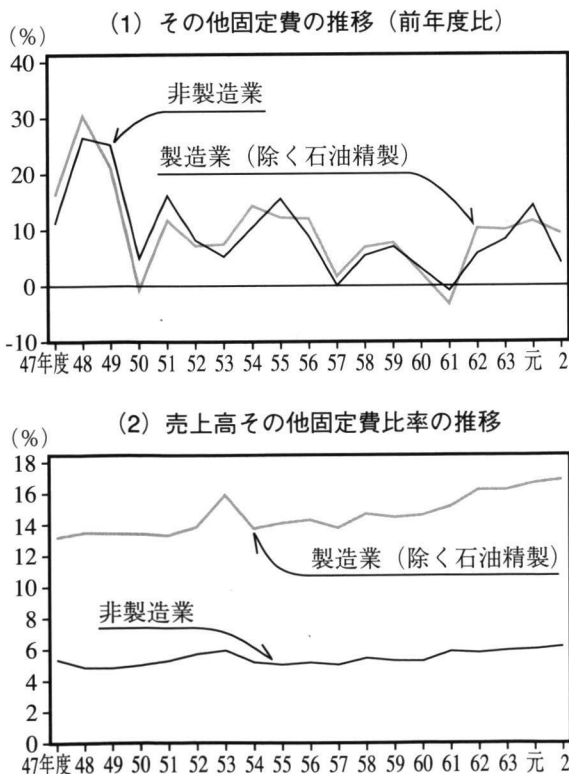 (1) その他固定費の推移（前年度比）
(%)
40
30
20
10
0
-10
非製造業
製造業（除く石油精製）
47年度 48 49 50 51 52 53 54 55 56 57 58 59 60 61 62 63 元 2
(2) 売上高その他固定費比率の推移
(%)
18
16
14
12
10
8
6
4
2
0
製造業（除く石油精製）
非製造業
47年度 48 49 50 51 52 53 54 55 56 57 58 59 60 61 62 63 元 2